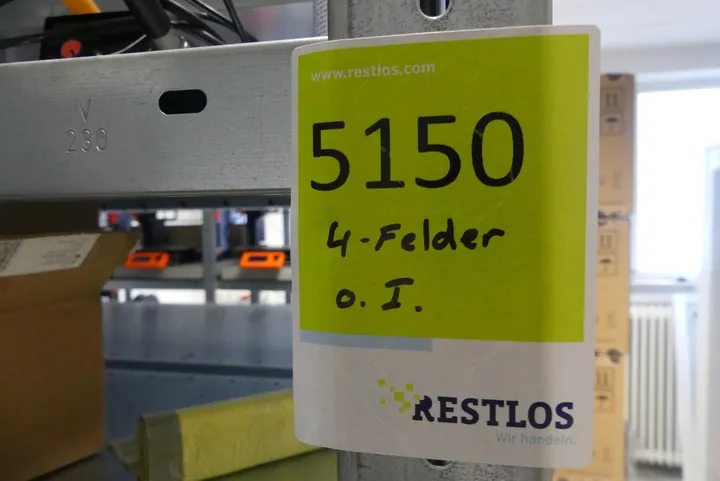 www.restlos.com
5150
4-Felder
o. I.
RESTLOS
Wir handeln.
V
230